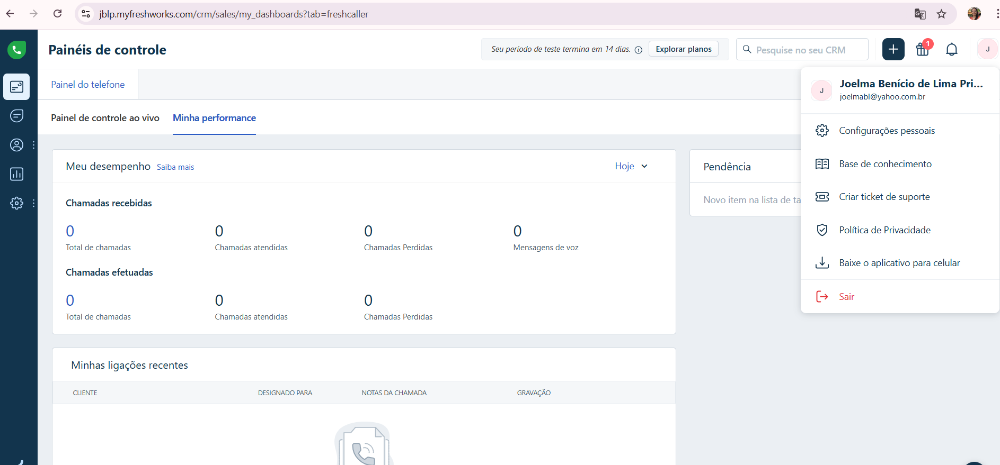 jblp.myfreshworks.com/crm/sales/my_dashboards?tab=freshcaller
Painéis de controle
Seu período de teste termina em 14 dias.
Explorar planos
Pesquise no seu CRM
1
J
Painel do telefone
J
Joelma Benício de Lima Pri...
joelmabl@yahoo.com.br
Painel de controle ao vivo
Minha performance
Configurações pessoais
Base de conhecimento
Criar ticket de suporte
Política de Privacidade
Baixe o aplicativo para celular
Sair
Meu desempenho Saiba mais
Hoje
Pendência
Novo item na lista de ta
Chamadas recebidas
0 0 0 0
Total de chamadas Chamadas atendidas Chamadas Perdidas Mensagens de voz
Chamadas efetuadas
0 0 0
Total de chamadas Chamadas atendidas Chamadas Perdidas
Minhas ligações recentes
CLIENTE DESIGNADO PARA NOTAS DA CHAMADA GRAVAÇÃO